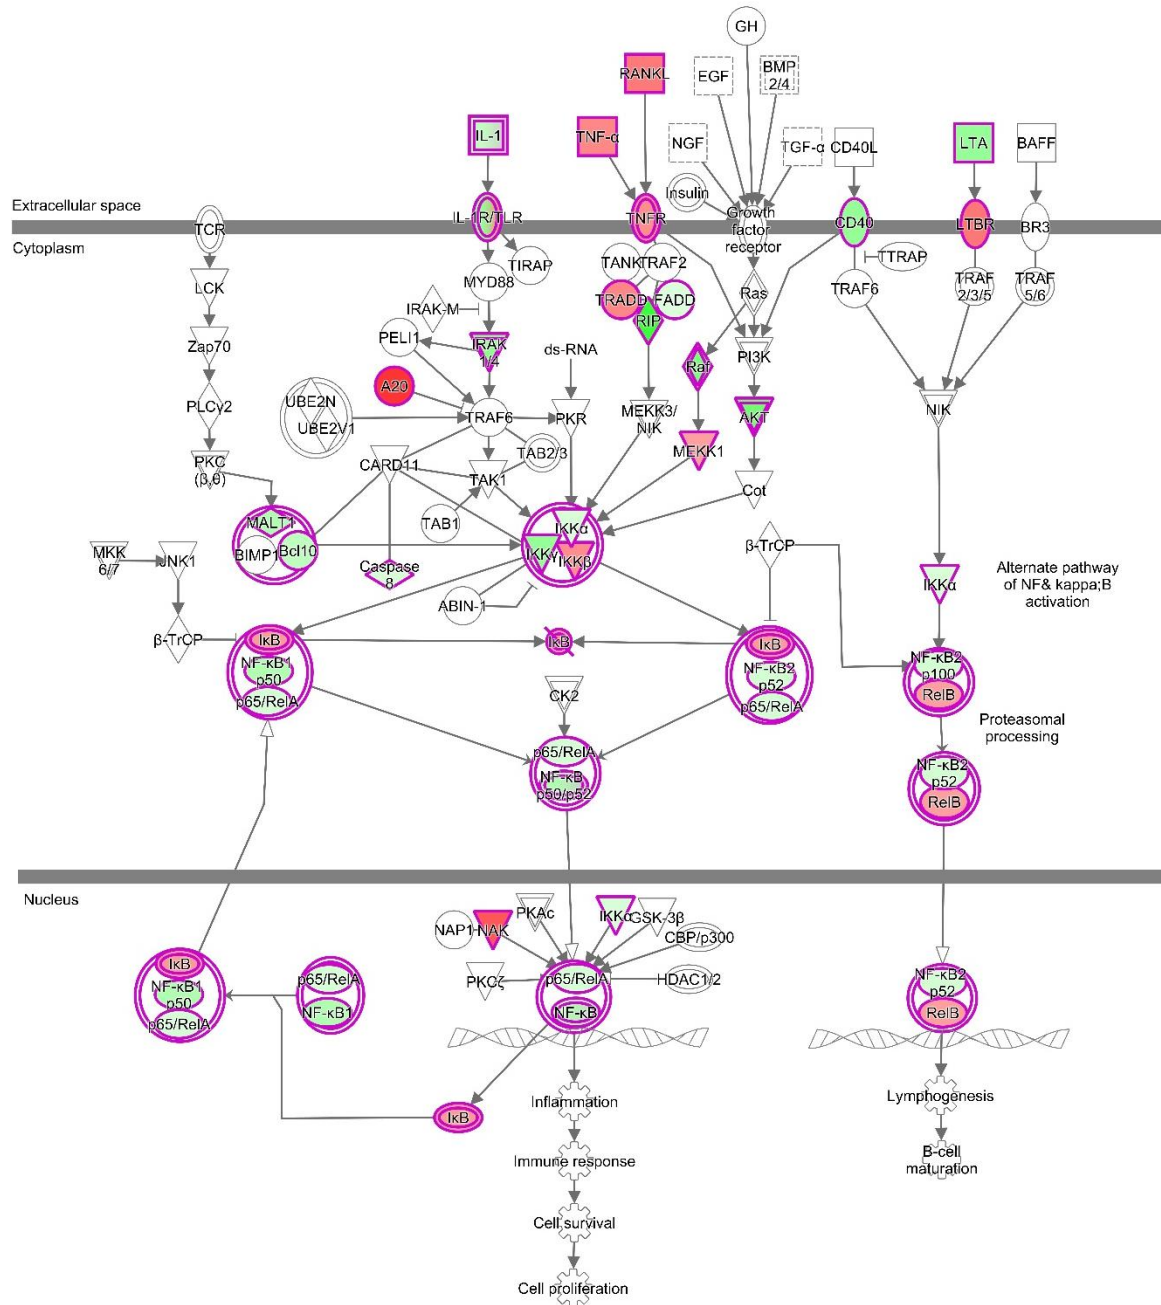 GH
RANKL
EGF
BMP
2/4
IL-1
TNF-α
NGF
TGF-α
CD40L
LTA
BAFF
Extracellular space
Insulin
TCR
IL-1R/TLR
TNFR
Growth
factor
receptor
CD40
LTBR
BR3
Cytoplasm
TIRAP
TANK
TRAF2
TTRAP
LCK
MYD88
TRADD
FADD
Ras
TRAF6
TRAF
2/3/5
TRAF
5/6
IRAK-M
RIP
Zap70
PELI1
IRAK
1/4
ds-RNA
Raf
PI3K
A20
UBE2N
UBE2V1
TRAF6
PKR
MEKK3/
NIK
AKT
NIK
PLCγ2
PKC
(β,θ)
CARD11
TAB2/3
MEKK1
TAK1
Cot
MALT1
TAB1
IKKα
BIMP1
Bcl10
IKKγ
IKKβ
β-TrCP
MKK
6/7
JNK1
Caspase
8
IKKα
Alternate pathway
of NF& kappa;B
activation
ABIN-1
β-TrCP
IκB
IκB
IκB
NF-κB1
p50
p65/RelA
NF-κB2
p52
p65/RelA
NF-κB2
p100
RelB
CK2
Proteasomal
processing
p65/RelA
NF-κB
p50/p52
NF-κB2
p52
RelB
Nucleus
NAP1
NAK
PKAc
IKKα
GSK-3β
CBP/p300
IκB
NF-κB1
p50
p65/RelA
p65/RelA
NF-κB1
PKCζ
p65/RelA
HDAC1/2
NF-κB
NF-κB2
p52
RelB
IκB
Inflammation
Lymphogenesis
Immune response
B-cell
maturation
Cell survival
Cell proliferation